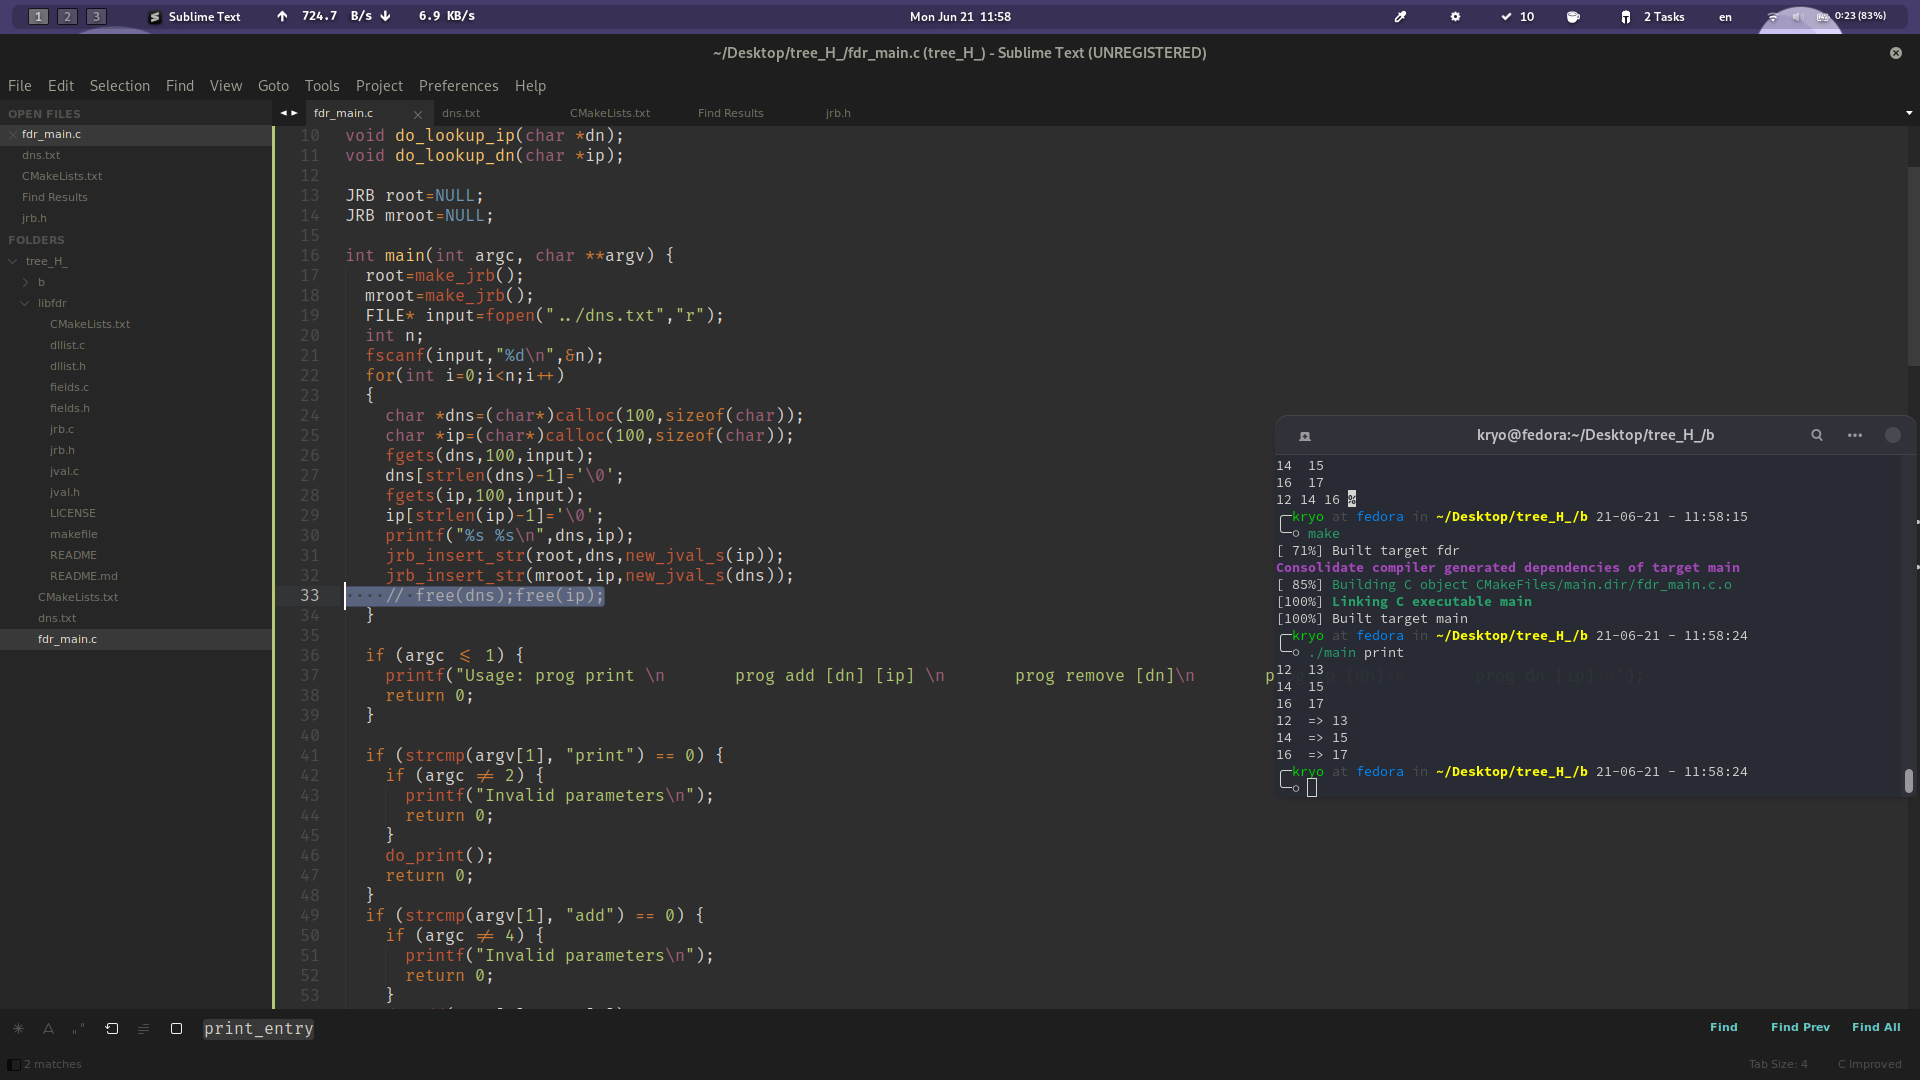 1 2 3 Sublime Text 724.7 B/s 6.9 KB/s Mon Jun 21 11:58 10 2 Tasks en 0:23 (83%)
~/Desktop/tree_H_/fdr_main.c (tree_H_) - Sublime Text (UNREGISTERED)
File Edit Selection Find View Goto Tools Project Preferences Help
OPEN FILES
fdr_main.c
dns.txt
CMakeLists.txt
Find Results
jrb.h
FOLDERS
tree_H_
b
libfdr
CMakeLists.txt
dllist.c
dllist.h
fields.c
fields.h
jrb.c
jrb.h
jval.c
jval.h
LICENSE
makefile
README
README.md
CMakeLists.txt
dns.txt
fdr_main.c
fdr_main.c dns.txt CMakeLists.txt Find Results jrb.h
10 void do_lookup_ip(char *dn);
11 void do_lookup_dn(char *ip);
12
13 JRB root=NULL;
14 JRB mroot=NULL;
15
16 int main(int argc, char **argv) {
17 root=make_jrb();
18 mroot=make_jrb();
19 FILE* input=fopen("../dns.txt","r");
20 int n;
21 fscanf(input,"%d\n",&n);
22 for(int i=0;i<n;i++)
23 {
24 char *dns=(char*)calloc(100,sizeof(char));
25 char *ip=(char*)calloc(100,sizeof(char));
26 fgets(dns,100,input);
27 dns[strlen(dns)-1]='\0';
28 fgets(ip,100,input);
29 ip[strlen(ip)-1]='\0';
30 printf("%s %s\n",dns,ip);
31 jrb_insert_str(root,dns,new_jval_s(ip));
32 jrb_insert_str(mroot,ip,new_jval_s(dns));
33 // free(dns);free(ip);
34 }
35
36 if (argc <= 1) {
37 printf("Usage: prog print \n prog add [dn] [ip] \n prog remove [dn]\n
38 return 0;
39 }
40
41 if (strcmp(argv[1], "print") == 0) {
42 if (argc != 2) {
43 printf("Invalid parameters\n");
44 return 0;
45 }
46 do_print();
47 return 0;
48 }
49 if (strcmp(argv[1], "add") == 0) {
50 if (argc != 4) {
51 printf("Invalid parameters\n");
52 return 0;
53 }
kryo@fedora:~/Desktop/tree_H_/b
14 15
16 17
12 14 16 %
kryo at fedora in ~/Desktop/tree_H_/b 21-06-21 - 11:58:15
make
[ 71%] Built target fdr
Consolidate compiler generated dependencies of target main
[ 85%] Building C object CMakeFiles/main.dir/fdr_main.c.o
[100%] Linking C executable main
[100%] Built target main
kryo at fedora in ~/Desktop/tree_H_/b 21-06-21 - 11:58:24
./main print
12 13
14 15
16 17
12 => 13
14 => 15
16 => 17
kryo at fedora in ~/Desktop/tree_H_/b 21-06-21 - 11:58:24
print_entry Find Find Prev Find All
2 matches Tab Size: 4 C Improved